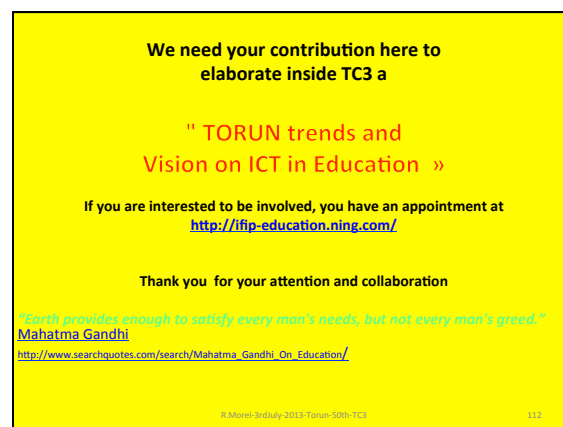 We need your contribution here to
elaborate inside TC3 a
" TORUN trends and
Vision on ICT in Education »
If you are interested to be involved, you have an appointment at
http://ifip-education.ning.com/
Thank you for your attention and collaboration
“Earth provides enough to satisfy every man's needs, but not every man's greed.”
Mahatma Gandhi
http://www.searchquotes.com/search/Mahatma_Gandhi_On_Education/
R.Morel-3rdJuly-2013-Torun-50th-TC3 112